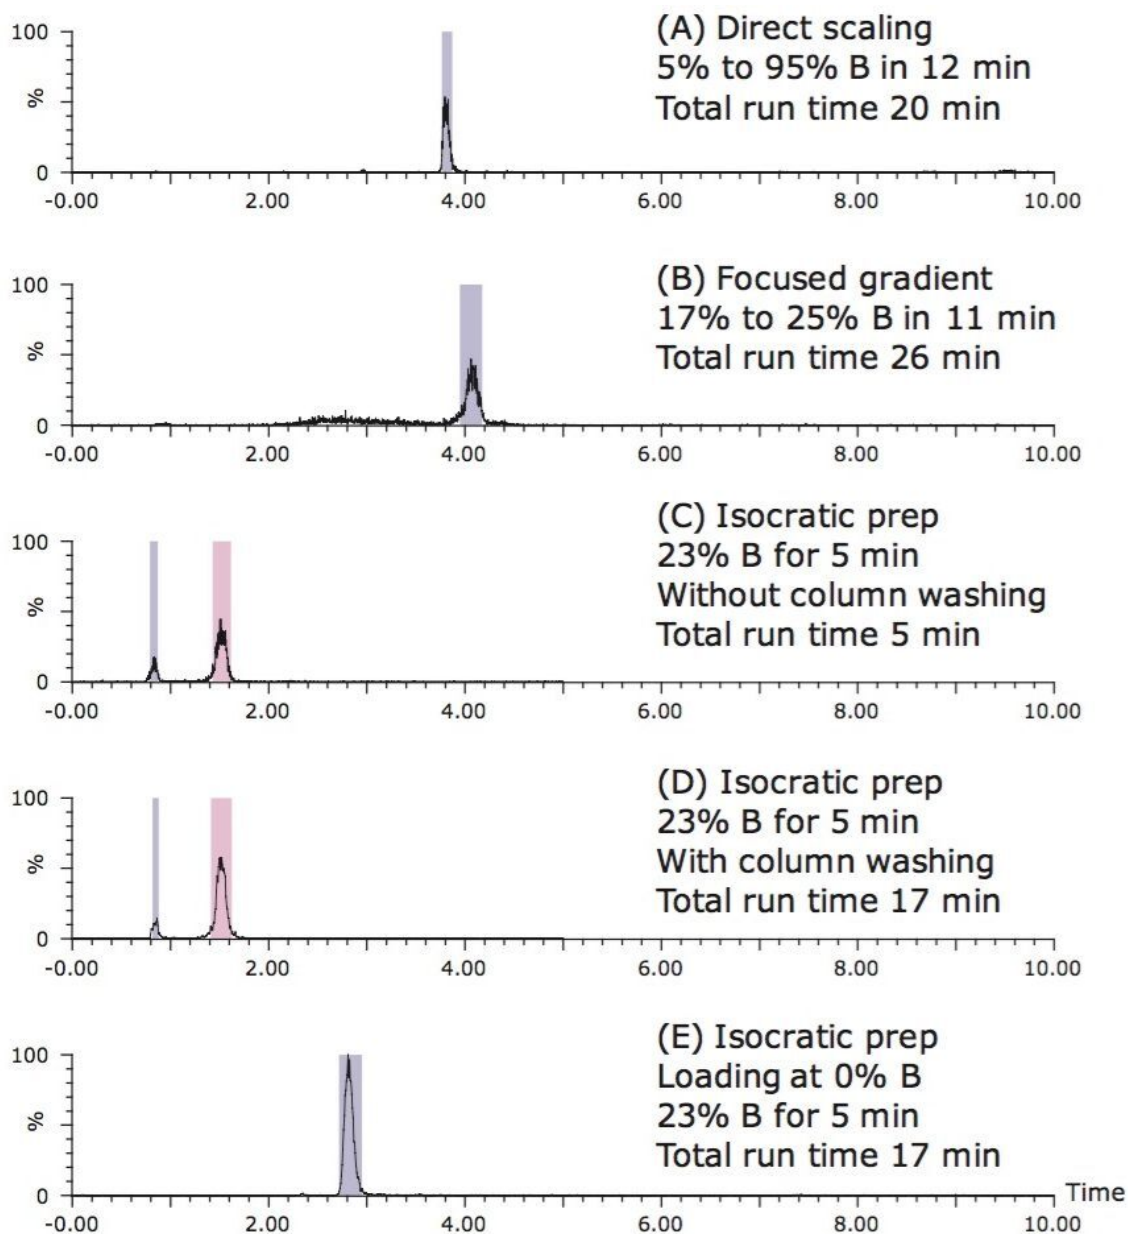 (A) Direct scaling
5% to 95% B in 12 min
Total run time 20 min
100
%
0
-0.00 2.00 4.00 6.00 8.00 10.00
(B) Focused gradient
17% to 25% B in 11 min
Total run time 26 min
100
%
0
-0.00 2.00 4.00 6.00 8.00 10.00
(C) Isocratic prep
23% B for 5 min
Without column washing
Total run time 5 min
100
%
0
-0.00 2.00 4.00 6.00 8.00 10.00
(D) Isocratic prep
23% B for 5 min
With column washing
Total run time 17 min
100
%
0
-0.00 2.00 4.00 6.00 8.00 10.00
(E) Isocratic prep
Loading at 0% B
23% B for 5 min
Total run time 17 min
100
%
0
Time
-0.00 2.00 4.00 6.00 8.00 10.00